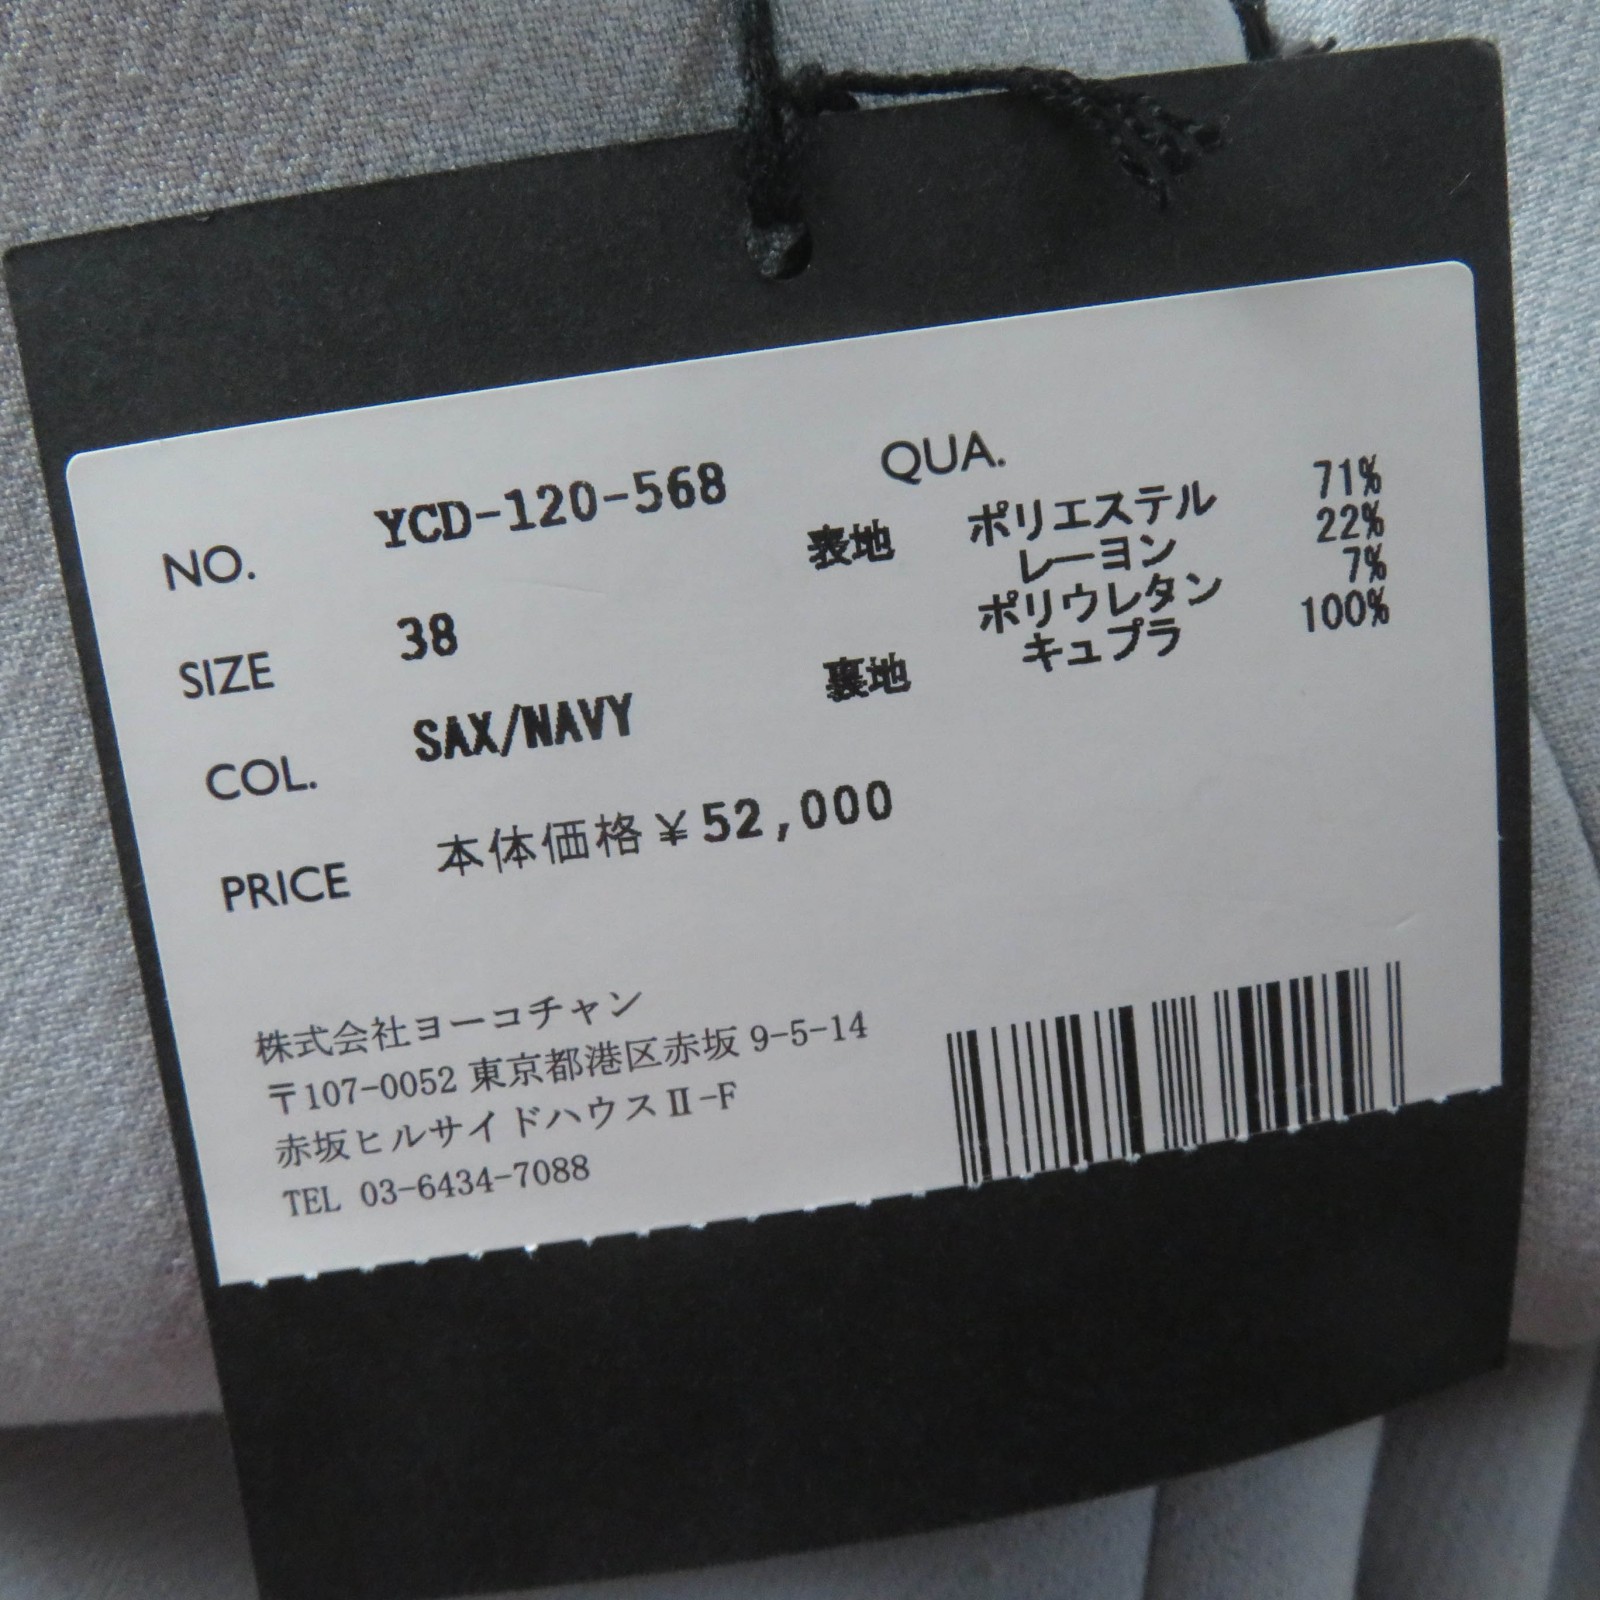 NO. YCD-120-568
SIZE 38
COL. SAX/NAVY
PRICE 本体価格￥52,000
QUA.
表地 ポリエステル 71%
レーヨン 22%
ポリウレタン 7%
裏地 キュプラ 100%
株式会社ヨーコチャン
〒107-0052 東京都港区赤坂 9-5-14
赤坂ヒルサイドハウスⅡ-F
TEL 03-6434-7088